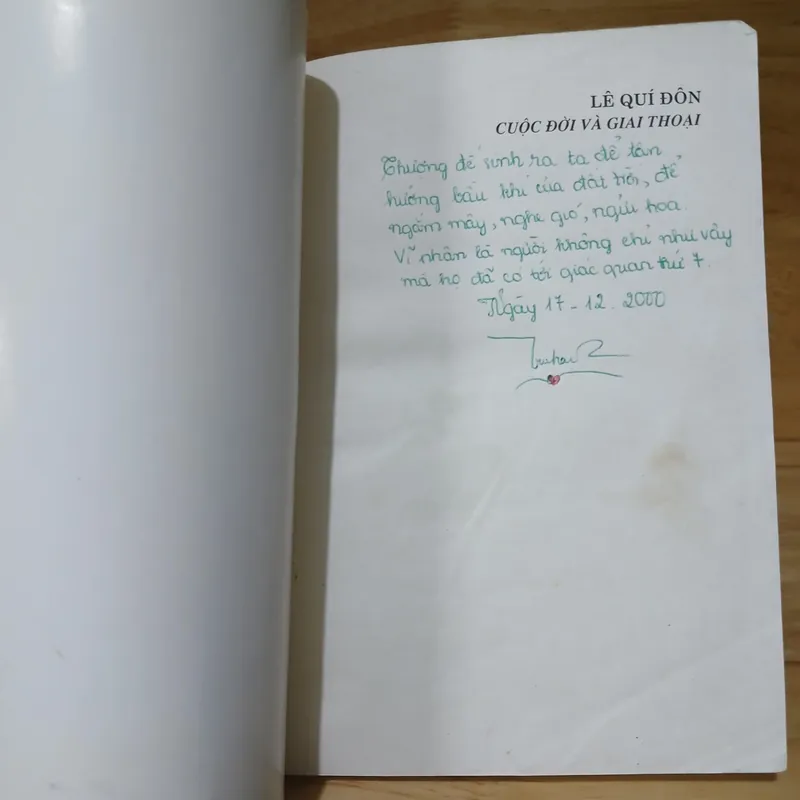 LÊ QUÍ ĐÔN
CUỘC ĐỜI VÀ GIAI THOẠI
Thượng đế sinh ra ta để tận
hưởng bầu khí của đất trời, để
ngắm mây, nghe gió, ngửi hoa.
Vĩ nhân là người không chỉ như vậy
mà họ đã có tới giác quan thứ 7.
Ngày 17-12.2000